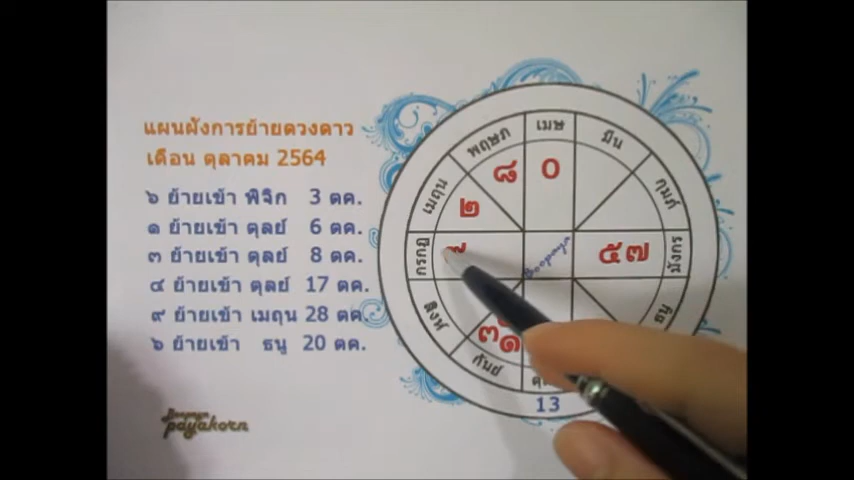 แผนผังการย้ายดวงดาว
เดือน ตุลาคม 2564
๖ ย้ายเข้า พิจิก 3 ตค.
๑ ย้ายเข้า ตุลย์ 6 ตค.
๓ ย้ายเข้า ตุลย์ 8 ตค.
๔ ย้ายเข้า ตุลย์ 17 ตค.
๙ ย้ายเข้า เมถุน 28 ตค.
๖ ย้ายเข้า ธนู 20 ตค.
payakorn
เมษ
พฤษภ
มีน
เมถุน
กุมภ์
กรกฎ
มังกร
สิงห์
ธนู
กันย์
๘
๐
๒
๕๗
๓
๑
Boopaya
13